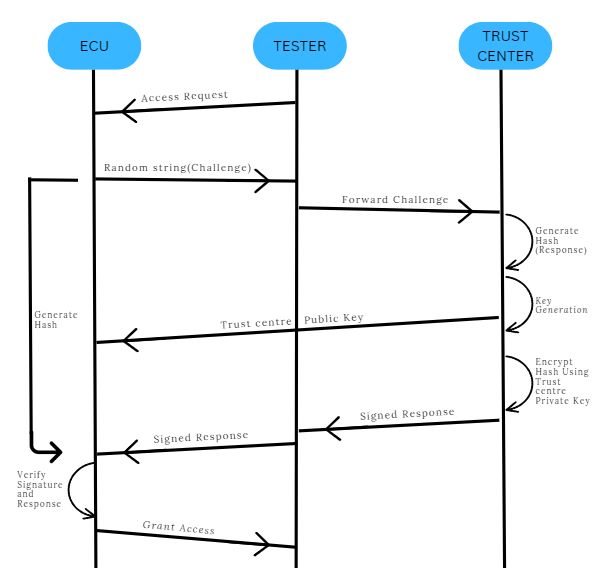 ECU
TESTER
TRUST
CENTER
Access Request
Random string(Challenge)
Forward Challenge
Generate
Hash
(Response)
Key
Generation
Generate
Hash
Trust centre Public Key
Encrypt
Hash Using
Trust
centre
Private Key
Signed Response
Signed Response
Verify
Signature
and
Response
Grant Access